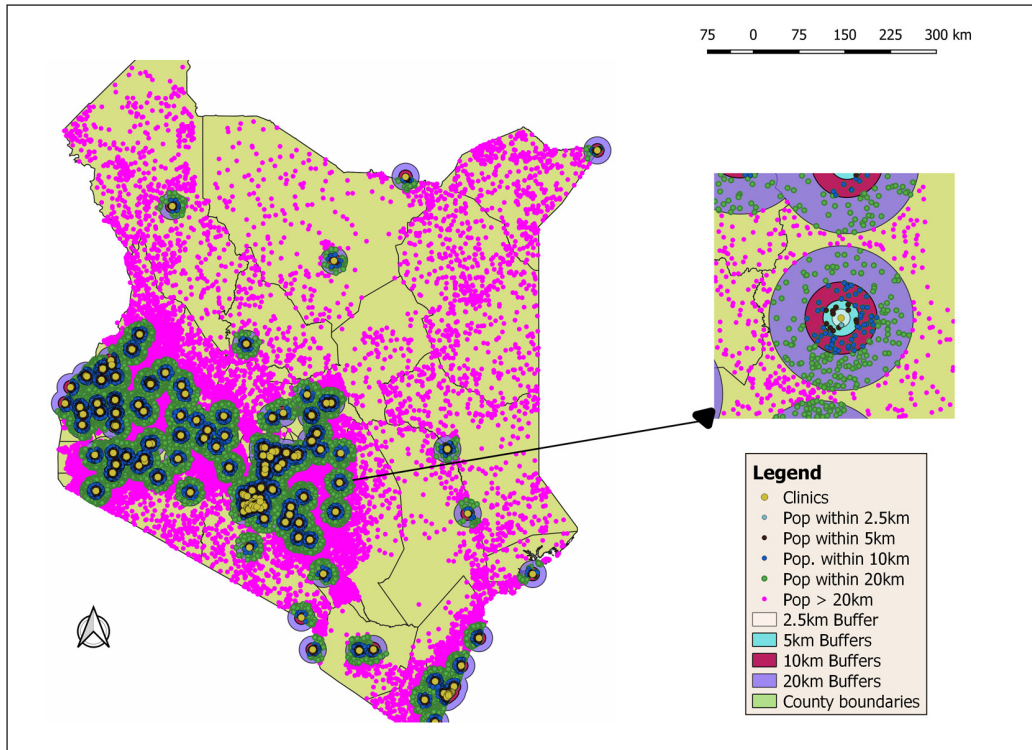 75 0 75 150 225 300 km
Legend
Clinics
Pop within 2.5km
Pop within 5km
Pop. within 10km
Pop within 20km
Pop > 20km
2.5km Buffer
5km Buffers
10km Buffers
20km Buffers
County boundaries